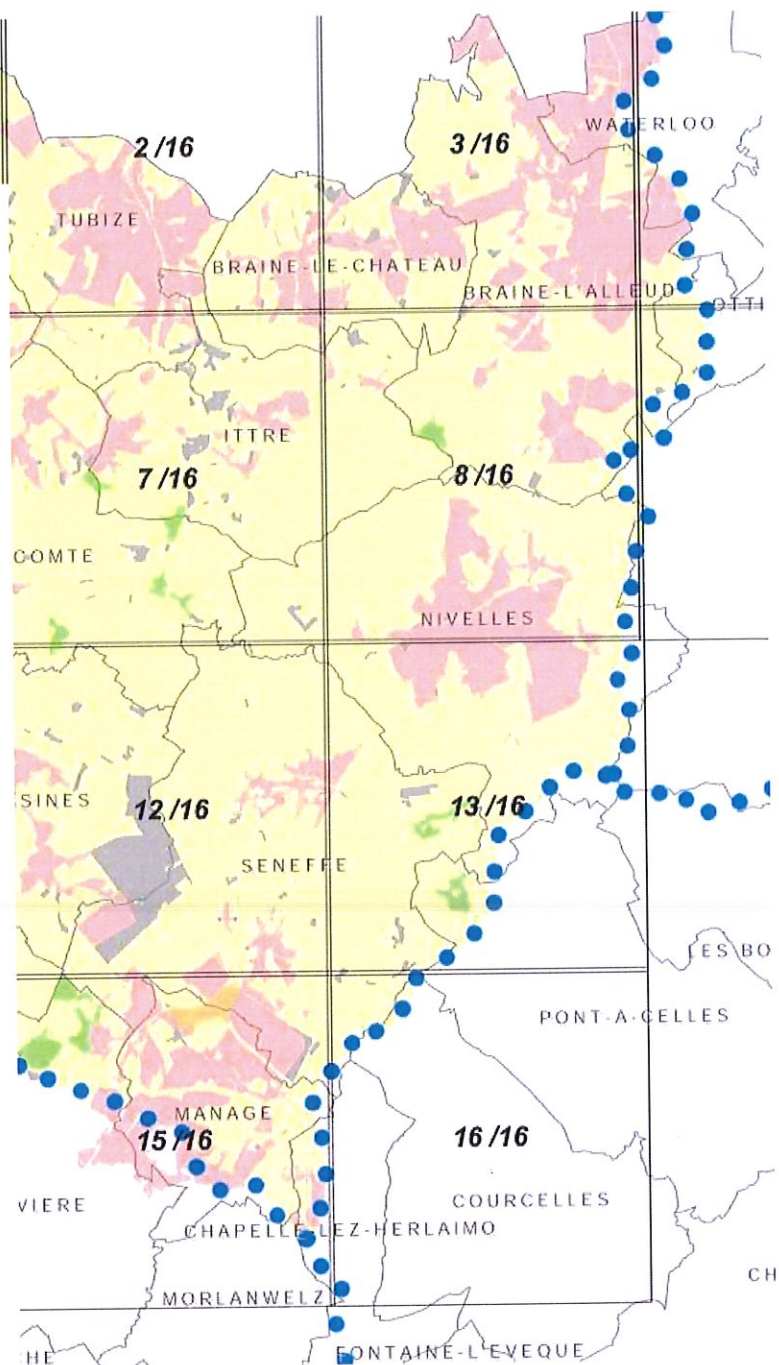 2/16
3/16
WATERLOO
TUBIZE
BRAINE-LE-CHATEAU
BRAINE-L'ALLEUD
OTTI
ITTRE
7/16
8/16
COMTE
NIVELLES
SINES
12/16
13/16
SENEFFE
LES BO
PONT-A-CELLES
MANAGE
15/16
16/16
VIERE
COURCELLES
CHAPELLE-LEZ-HERLAIMO
CH
MORLANWELZ
HE
FONTAINE-L'EVEQUE